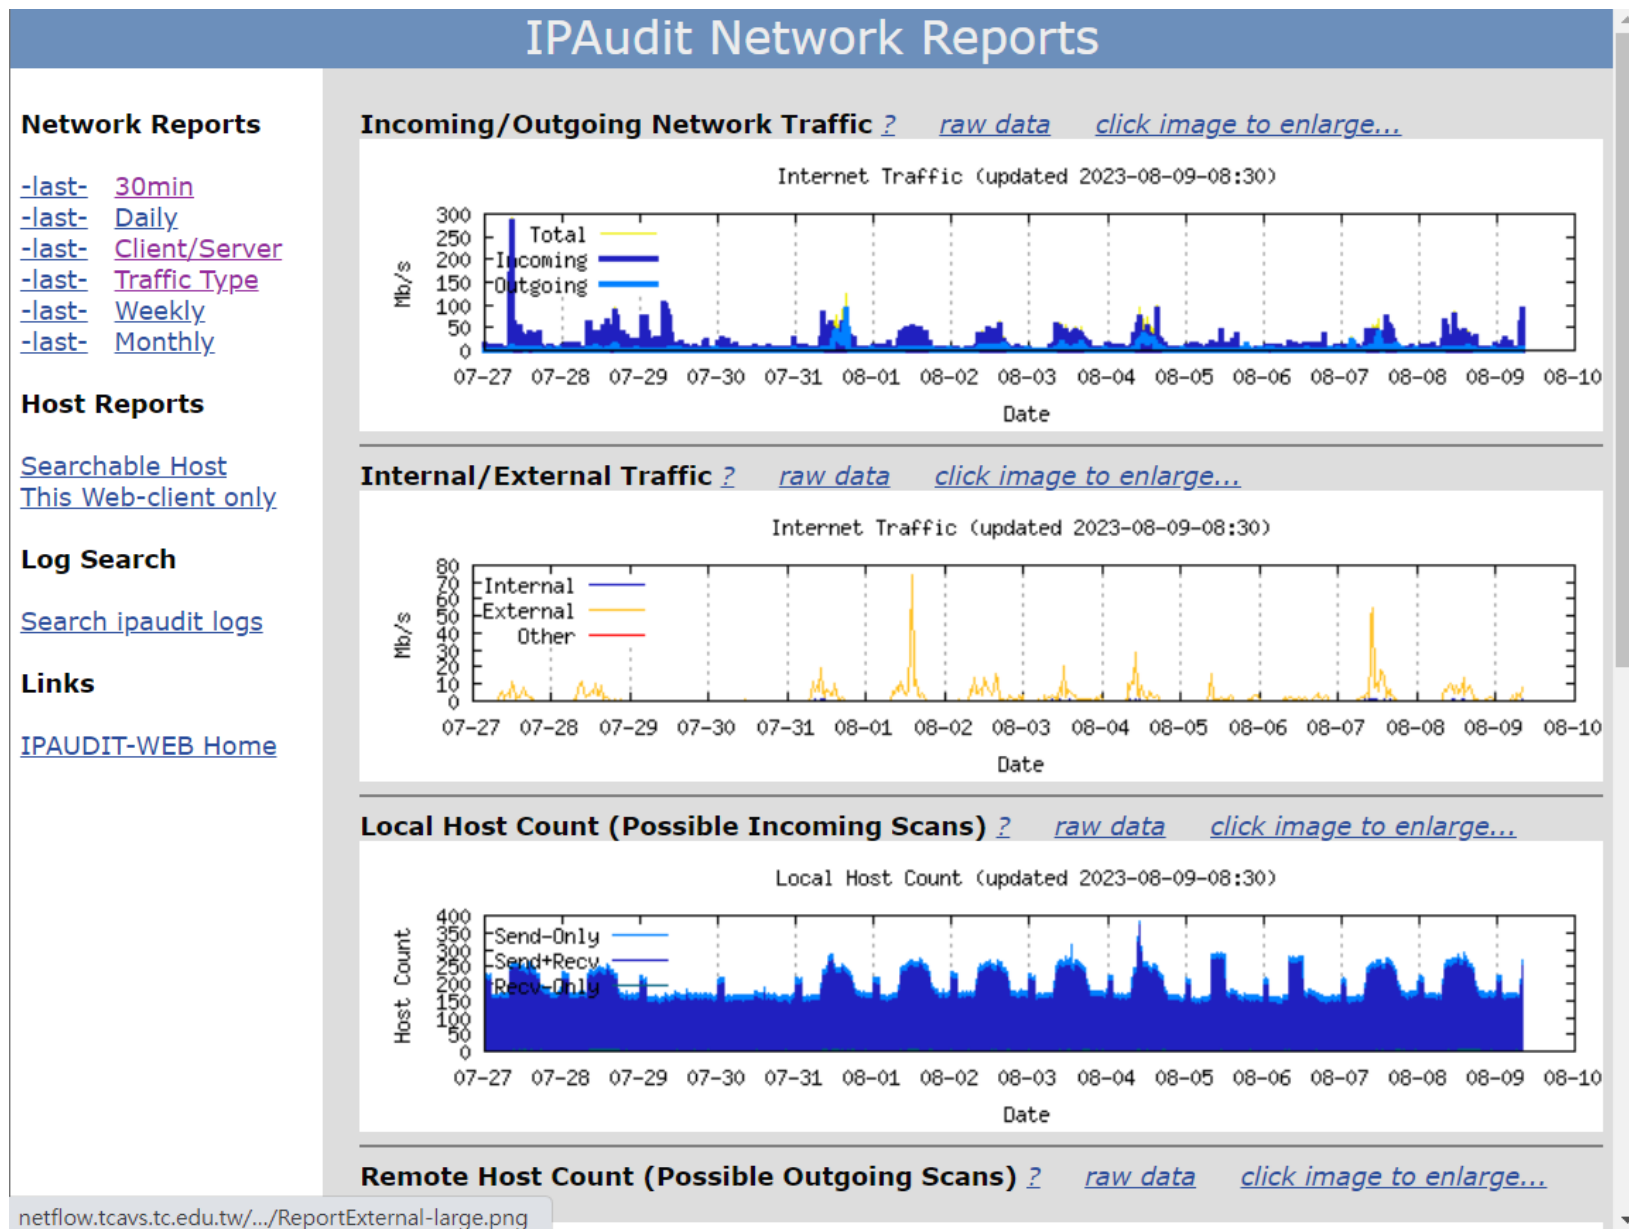 IPAudit Network Reports
Network Reports
-last- 30min
-last- Daily
-last- Client/Server
-last- Traffic Type
-last- Weekly
-last- Monthly
Host Reports
Searchable Host
This Web-client only
Log Search
Search ipaudit logs
Links
IPAUDIT-WEB Home
Incoming/Outgoing Network Traffic ? raw data click image to enlarge...
Internet Traffic (updated 2023-08-09-08:30)
300
250
200
150
100
50
0
Mb/s
Total
Incoming
Outgoing
07-27 07-28 07-29 07-30 07-31 08-01 08-02 08-03 08-04 08-05 08-06 08-07 08-08 08-09 08-10
Date
Internal/External Traffic ? raw data click image to enlarge...
Internet Traffic (updated 2023-08-09-08:30)
80
70
60
50
40
30
20
10
0
Mb/s
Internal
External
Other
07-27 07-28 07-29 07-30 07-31 08-01 08-02 08-03 08-04 08-05 08-06 08-07 08-08 08-09 08-10
Date
Local Host Count (Possible Incoming Scans) ? raw data click image to enlarge...
Local Host Count (updated 2023-08-09-08:30)
400
350
300
250
200
150
100
50
0
Host Count
Send-Only
Send+Recv
Recv-Only
07-27 07-28 07-29 07-30 07-31 08-01 08-02 08-03 08-04 08-05 08-06 08-07 08-08 08-09 08-10
Date
Remote Host Count (Possible Outgoing Scans) ? raw data click image to enlarge...
netflow.tcavs.tc.edu.tw/.../ReportExternal-large.png